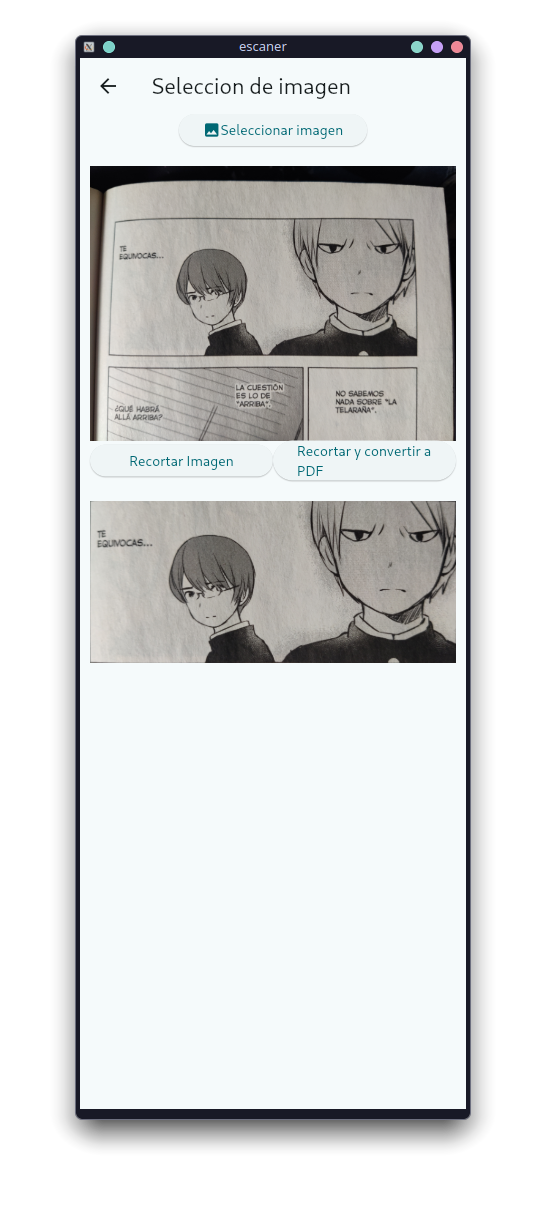 escaner
Seleccion de imagen
Seleccionar imagen
TE
EQUIVOCAS...
LA CUESTIÓN
ES LO DE
"ARRIBA".
¿QUÉ HABRÁ
ALLÁ ARRIBA?
NO SABEMOS
NADA SOBRE "LA
TELARAÑA".
Recortar Imagen
Recortar y convertir a
PDF
TE
EQUIVOCAS...